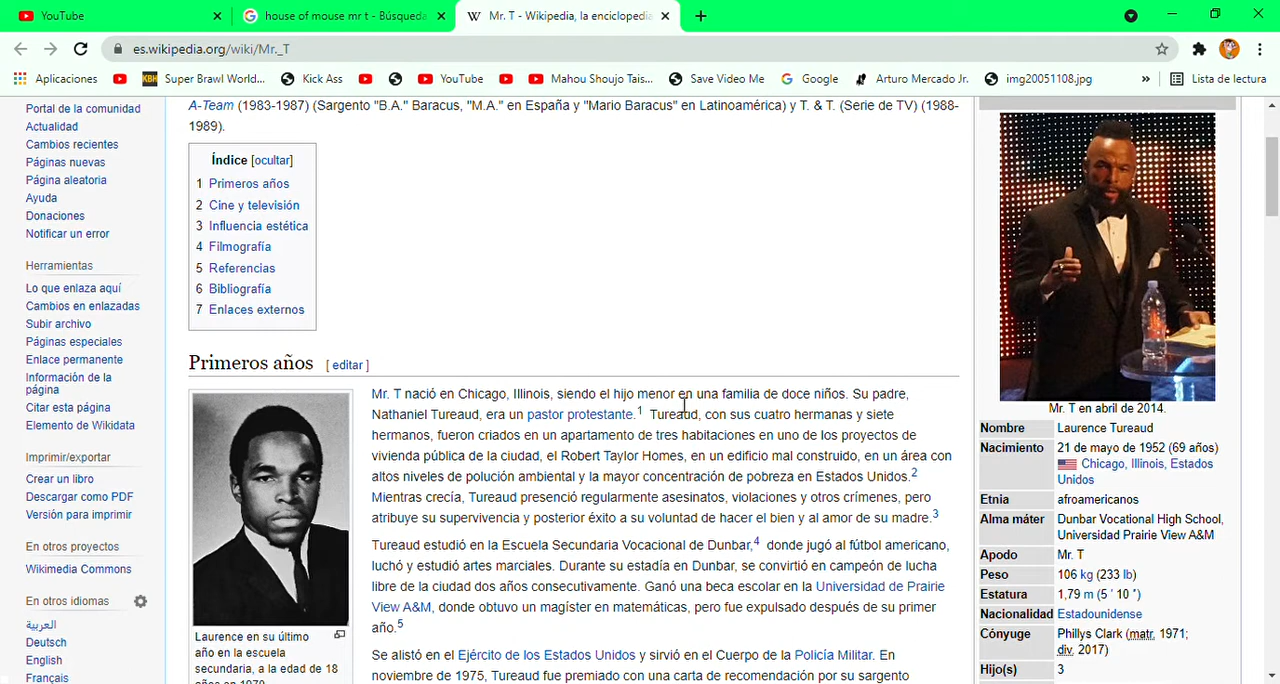 YouTube
house of mouse mr t - Búsqueda
Mr. T - Wikipedia, la enciclopedia
es.wikipedia.org/wiki/Mr._T
Aplicaciones
KBH
Super Brawl World...
Kick Ass
YouTube
Mahou Shoujo Tais...
Save Video Me
Google
Arturo Mercado Jr.
img20051108.jpg
»
Lista de lectura
Portal de la comunidad
Actualidad
Cambios recientes
Páginas nuevas
Página aleatoria
Ayuda
Donaciones
Notificar un error
Herramientas
Lo que enlaza aquí
Cambios en enlazadas
Subir archivo
Páginas especiales
Enlace permanente
Información de la
página
Citar esta página
Elemento de Wikidata
Imprimir/exportar
Crear un libro
Descargar como PDF
Versión para imprimir
En otros proyectos
Wikimedia Commons
En otros idiomas
العربية
Deutsch
English
Français
A-Team (1983-1987) (Sargento "B.A." Baracus, "M.A." en España y "Mario Baracus" en Latinoamérica) y T. & T. (Serie de TV) (1988-
1989).
Índice [ocultar]
1 Primeros años
2 Cine y televisión
3 Influencia estética
4 Filmografía
5 Referencias
6 Bibliografía
7 Enlaces externos
Primeros años [ editar ]
Mr. T nació en Chicago, Illinois, siendo el hijo menor en una familia de doce niños. Su padre,
Nathaniel Tureaud, era un pastor protestante.1 Tureaud, con sus cuatro hermanas y siete
hermanos, fueron criados en un apartamento de tres habitaciones en uno de los proyectos de
vivienda pública de la ciudad, el Robert Taylor Homes, en un edificio mal construido, en un área con
altos niveles de polución ambiental y la mayor concentración de pobreza en Estados Unidos.2
Mientras crecía, Tureaud presenció regularmente asesinatos, violaciones y otros crímenes, pero
atribuye su supervivencia y posterior éxito a su voluntad de hacer el bien y al amor de su madre.3
Tureaud estudió en la Escuela Secundaria Vocacional de Dunbar,4 donde jugó al fútbol americano,
luchó y estudió artes marciales. Durante su estadía en Dunbar, se convirtió en campeón de lucha
libre de la ciudad dos años consecutivamente. Ganó una beca escolar en la Universidad de Prairie
View A&M, donde obtuvo un magíster en matemáticas, pero fue expulsado después de su primer
año.5
Se alistó en el Ejército de los Estados Unidos y sirvió en el Cuerpo de la Policía Militar. En
noviembre de 1975, Tureaud fue premiado con una carta de recomendación por su sargento
Laurence en su último
año en la escuela
secundaria, a la edad de 18
años en 1970
Mr. T en abril de 2014.
Nombre Laurence Tureaud
Nacimiento 21 de mayo de 1952 (69 años)
Chicago, Illinois, Estados
Unidos
Etnia afroamericanos
Alma máter Dunbar Vocational High School,
Universidad Prairie View A&M
Apodo Mr. T
Peso 106 kg (233 lb)
Estatura 1,79 m (5 ′ 10 ″)
Nacionalidad Estadounidense
Cónyuge Phillys Clark (matr. 1971;
div. 2017)
Hijo(s) 3